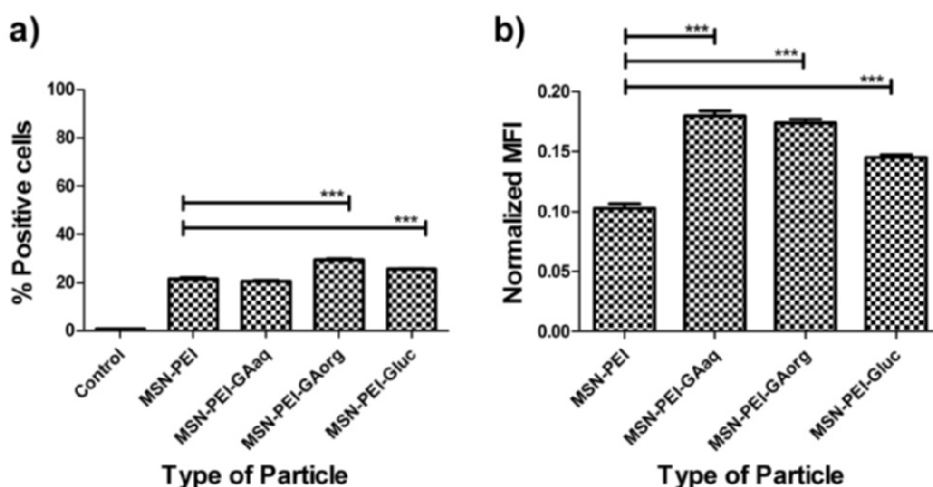 a)
% Positive cells
100
80
60
40
20
0
***
***
Control
MSN-PEI
MSN-PEI-GAaq
MSN-PEI-GAorg
MSN-PEI-Gluc
Type of Particle
b)
Normalized MFI
0.20
0.15
0.10
0.05
0.00
***
***
***
MSN-PEI
MSN-PEI-GAaq
MSN-PEI-GAorg
MSN-PEI-Gluc
Type of Particle